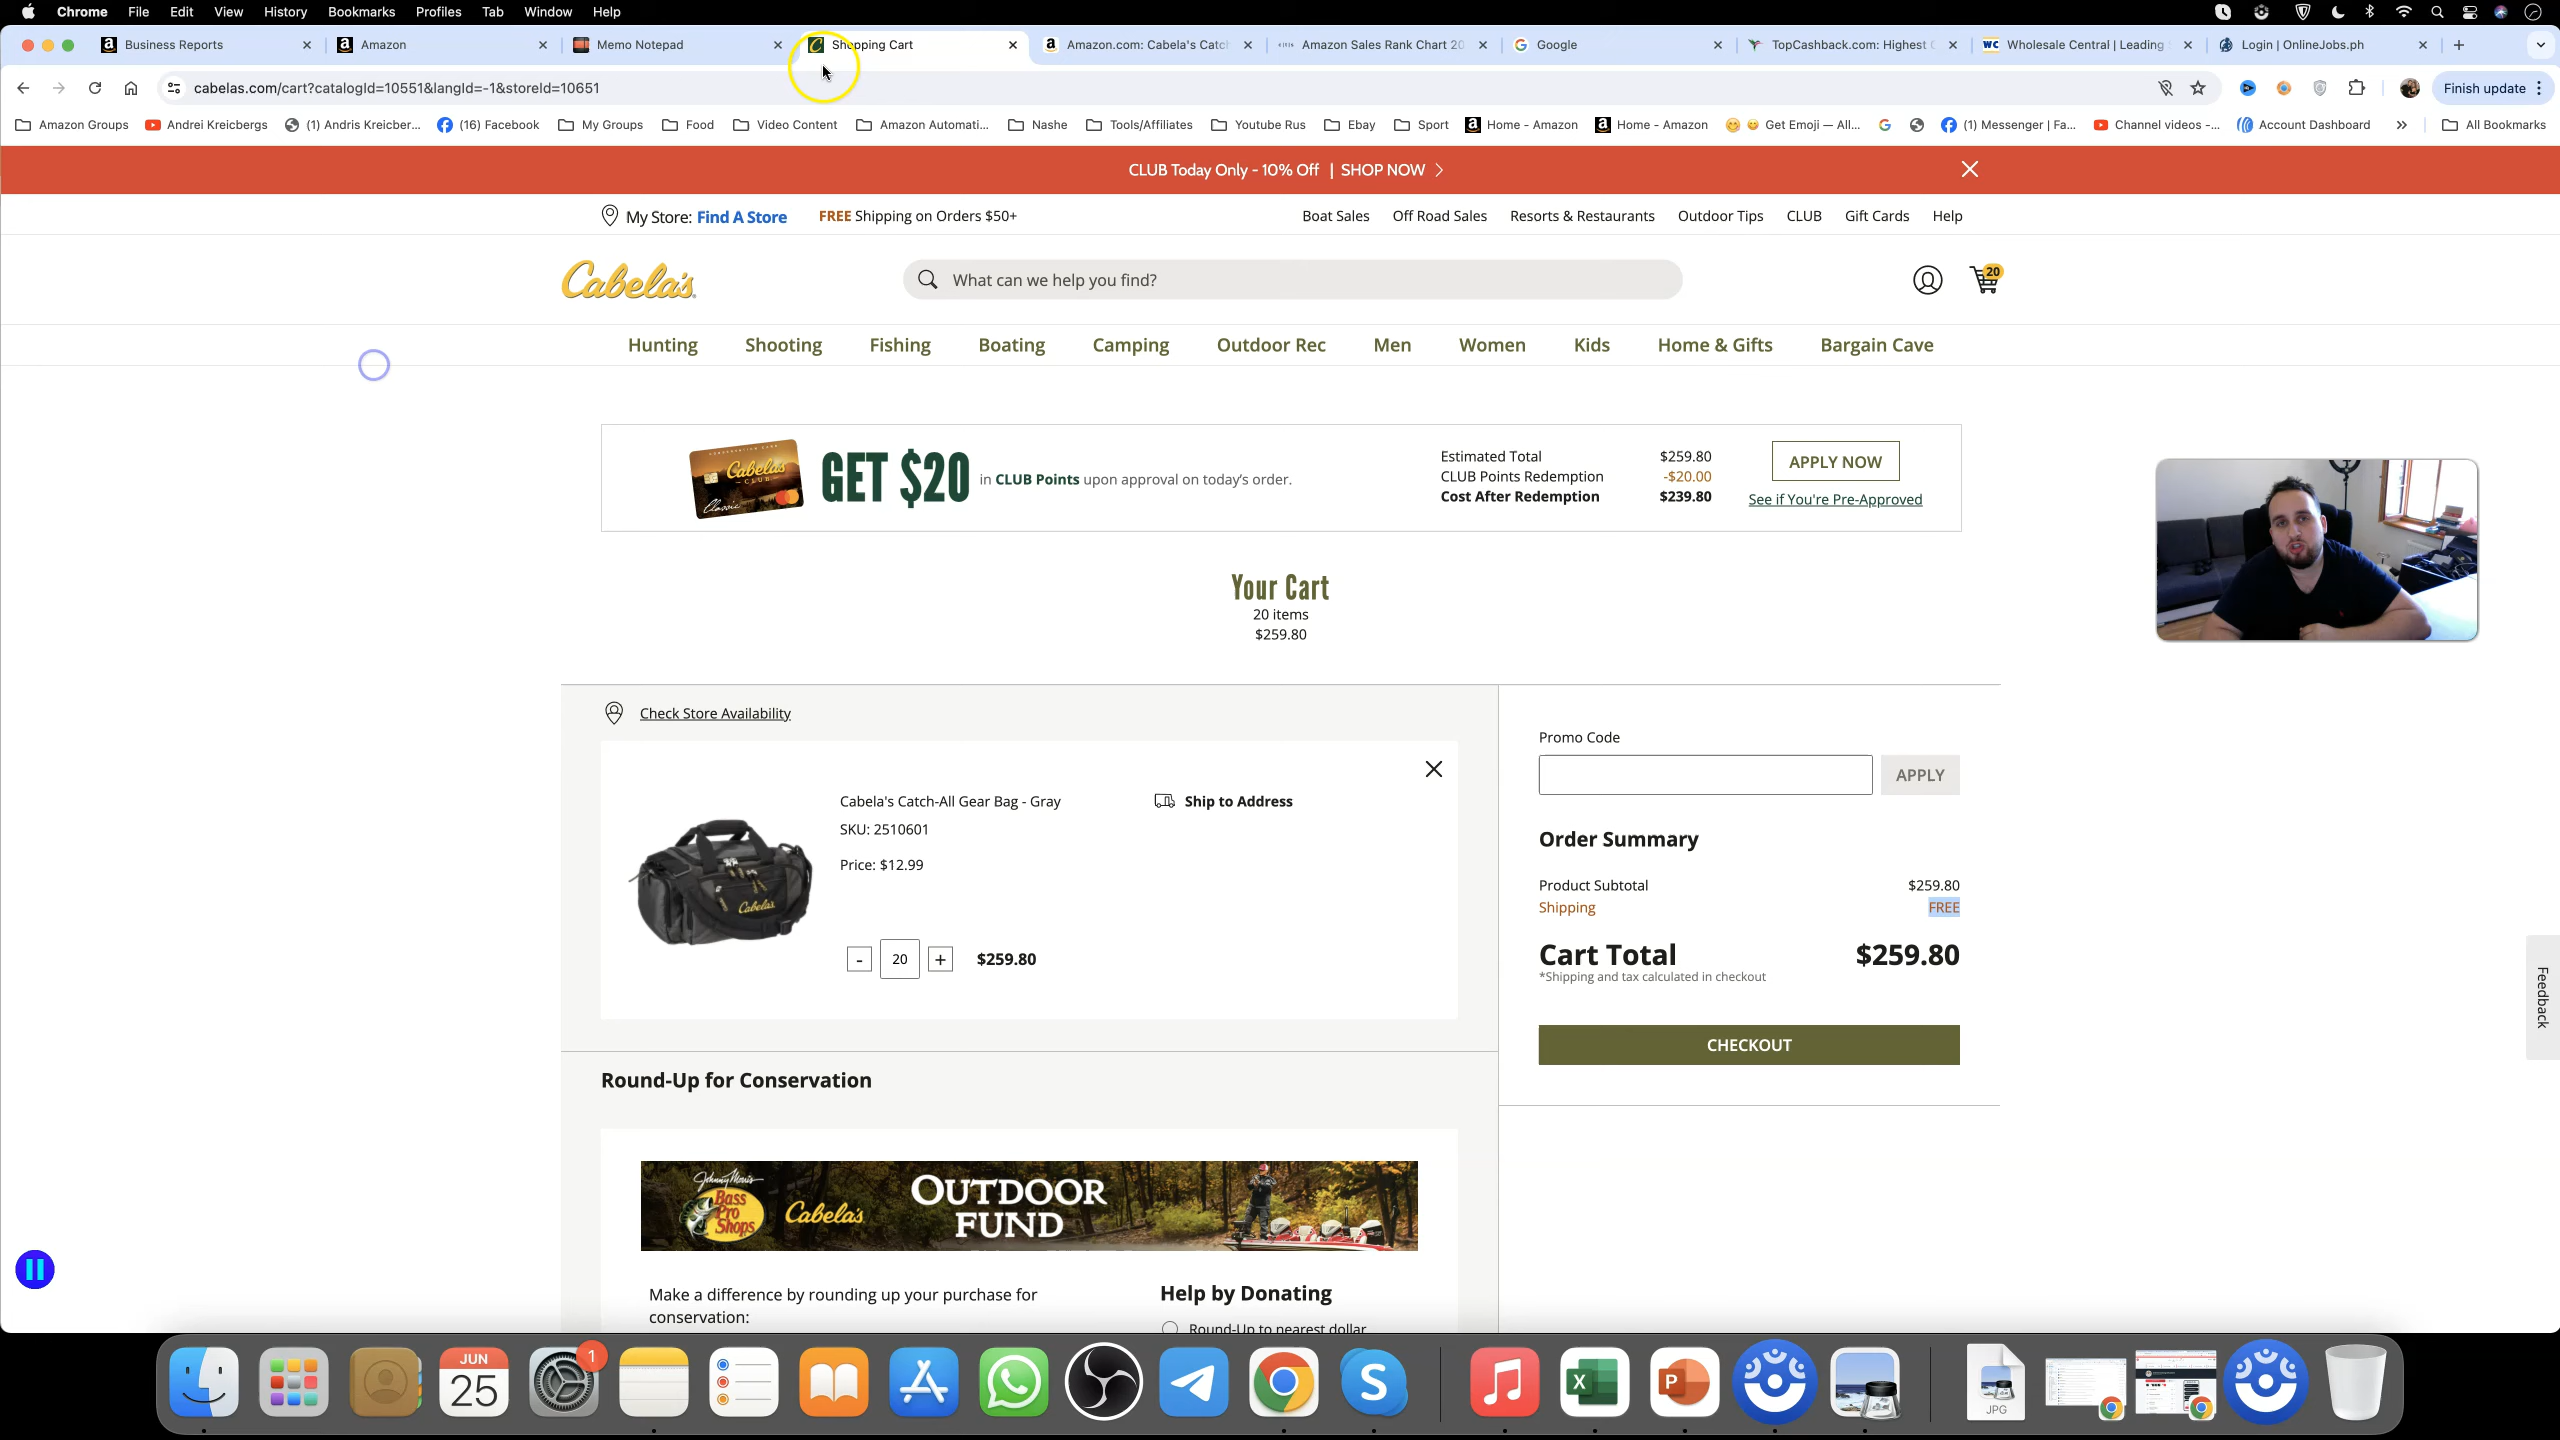 Chrome File Edit View History Bookmarks Profiles Tab Window Help
Business Reports Amazon Memo Notepad Shopping Cart Amazon.com: Cabela's Catc Amazon Sales Rank Chart 20 Google TopCashback.com: Highest C Wholesale Central | Leading Login | OnlineJobs.ph
cabelas.com/cart?catalogId=10551&langId=-1&storeId=10651 Finish update
Amazon Groups Andrei Kreicbergs (1) Andris Kreicber... (16) Facebook My Groups Food Video Content Amazon Automati... Nashe Tools/Affiliates Youtube Rus Ebay Sport Home - Amazon Home - Amazon Get Emoji — All... (1) Messenger | Fa... Channel videos -... Account Dashboard » All Bookmarks
CLUB Today Only - 10% Off | SHOP NOW
My Store: Find A Store FREE Shipping on Orders $50+ Boat Sales Off Road Sales Resorts & Restaurants Outdoor Tips CLUB Gift Cards Help
Cabela's What can we help you find? 20
Hunting Shooting Fishing Boating Camping Outdoor Rec Men Women Kids Home & Gifts Bargain Cave
Cabela's
CLUB
Classic
GET $20 in CLUB Points upon approval on today's order.
Estimated Total $259.80
CLUB Points Redemption -$20.00
Cost After Redemption $239.80
APPLY NOW
See if You're Pre-Approved
Your Cart
20 items
$259.80
Check Store Availability
Cabela's Catch-All Gear Bag - Gray Ship to Address
SKU: 2510601
Price: $12.99
Cabela's
- 20 + $259.80
Promo Code
APPLY
Order Summary
Product Subtotal $259.80
Shipping FREE
Cart Total $259.80
*Shipping and tax calculated in checkout
CHECKOUT
Feedback
Round-Up for Conservation
Johnny Morris
Bass
Pro
Shops
Cabela's
OUTDOOR
FUND
Make a difference by rounding up your purchase for
conservation:
Help by Donating
Round-Up to nearest dollar
JUN
25
1
S
X
P
JPG